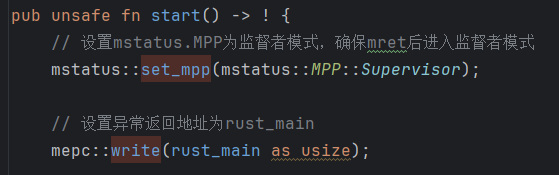 pub unsafe fn start() -> ! {
// 设置mstatus.MPP为监督者模式，确保mret后进入监督者模式
mstatus::set_mpp(mstatus::MPP::Supervisor);
// 设置异常返回地址为rust_main
mepc::write(rust_main as usize);